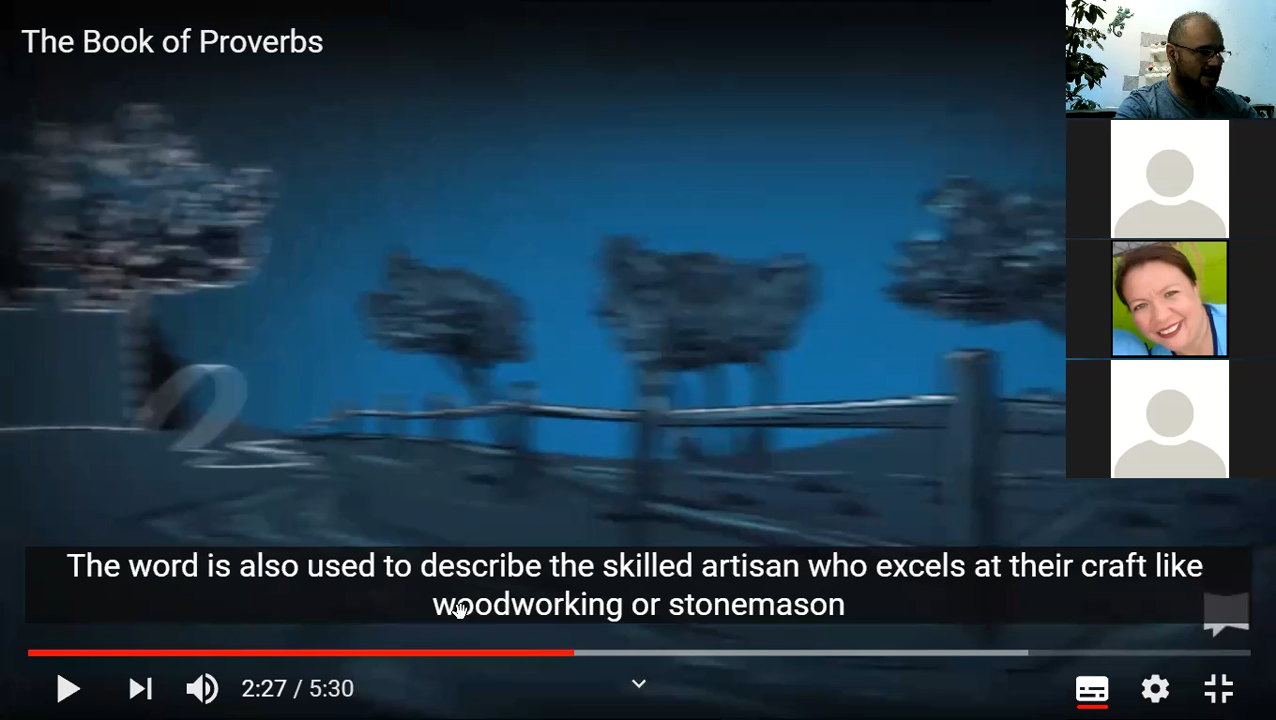 The Book of Proverbs
The word is also used to describe the skilled artisan who excels at their craft like
woodworking or stonemason
2:27 / 5:30